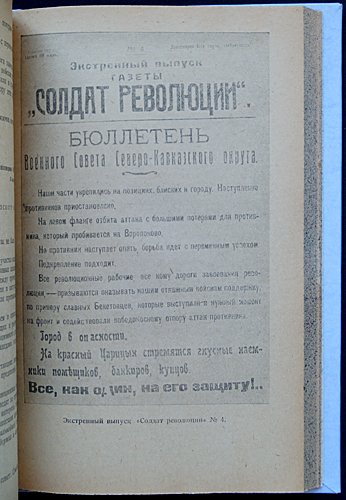 Экстренный выпуск
ГАЗЕТЫ
„СОЛДАТ РЕВОЛЮЦИИ“.
БЮЛЛЕТЕНЬ
Военного Совета Северо-Кавказского округа.
Наши части укрепились на позициях, близких к городу. Наступление
противников приостановлено.
На левом фланге отбита аттака с большими потерями для против-
ника, который пробивается на Воропоново.
Но противник наступает опять, борьба идет с переменным успехом
Подкрепление подходит.
Все революционные рабочие все кому дороги завоевания рево-
люции — призываются оказывать нашим отважным войскам поддержку,
по примеру славных Бекетовцев, которые выступили в нужный момент
на фронт и содействовали победоносному отпору аттак противника.
Город в опасности.
На красный Царицын стремятся гнусные наем-
ники помещиков, банкиров, купцов.
Все, как один, на его защиту!..
Экстренный выпуск «Солдат революции» № 4.